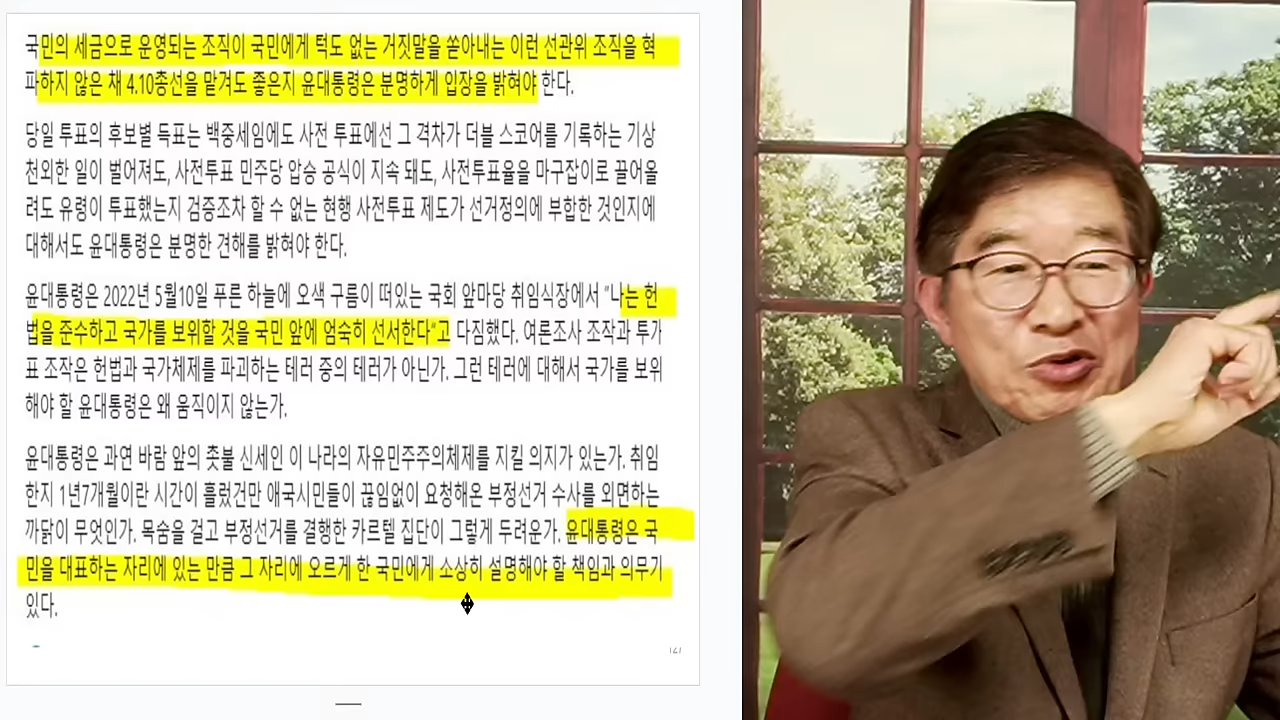 국민의 세금으로 운영되는 조직이 국민에게 턱도 없는 거짓말을 쏟아내는 이런 선관위 조직을 혁
파하지 않은 채 4.10총선을 맡겨도 좋은지 윤대통령은 분명하게 입장을 밝혀야 한다.
당일 투표의 후보별 득표는 백중세임에도 사전 투표에선 그 격차가 더블 스코어를 기록하는 기상
천외한 일이 벌어져도, 사전투표 민주당 압승 공식이 지속 돼도, 사전투표율을 마구잡이로 끌어올
려도 유령이 투표했는지 검증조차 할 수 없는 현행 사전투표 제도가 선거정의에 부합한 것인지에
대해서도 윤대통령은 분명한 견해를 밝혀야 한다.
윤대통령은 2022년 5월10일 푸른 하늘에 오색 구름이 떠있는 국회 앞마당 취임식장에서 "나는 헌
법을 준수하고 국가를 보위할 것을 국민 앞에 엄숙히 선서한다"고 다짐했다. 여론조사 조작과 투개
표 조작은 헌법과 국가체제를 파괴하는 테러 중의 테러가 아닌가. 그런 테러에 대해서 국가를 보위
해야 할 윤대통령은 왜 움직이지 않는가.
윤대통령은 과연 바람 앞의 촛불 신세인 이 나라의 자유민주주의체제를 지킬 의지가 있는가. 취임
한지 1년7개월이란 시간이 흘렀건만 애국시민들이 끊임없이 요청해온 부정선거 수사를 외면하는
까닭이 무엇인가. 목숨을 걸고 부정선거를 결행한 카르텔 집단이 그렇게 두려운가. 윤대통령은 국
민을 대표하는 자리에 있는 만큼 그 자리에 오르게 한 국민에게 소상히 설명해야 할 책임과 의무가
있다.